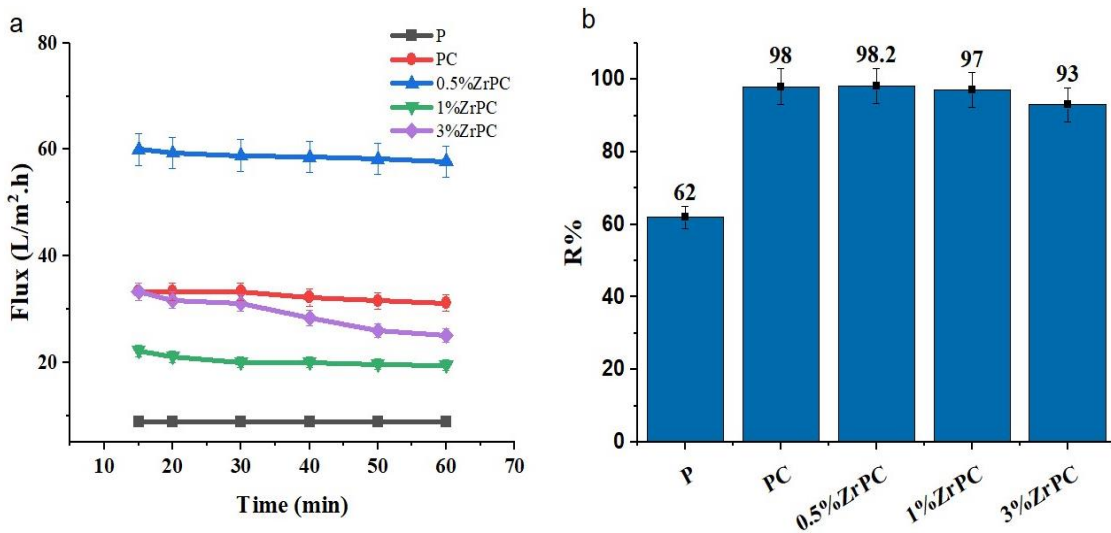 a
80
60
40
20
Flux (L/m².h)
10 20 30 40 50 60 70
Time (min)
P
PC
0.5%ZrPC
1%ZrPC
3%ZrPC
b
100
80
60
40
20
0
R%
62
98
98.2
97
93
P
PC
0.5%ZrPC
1%ZrPC
3%ZrPC